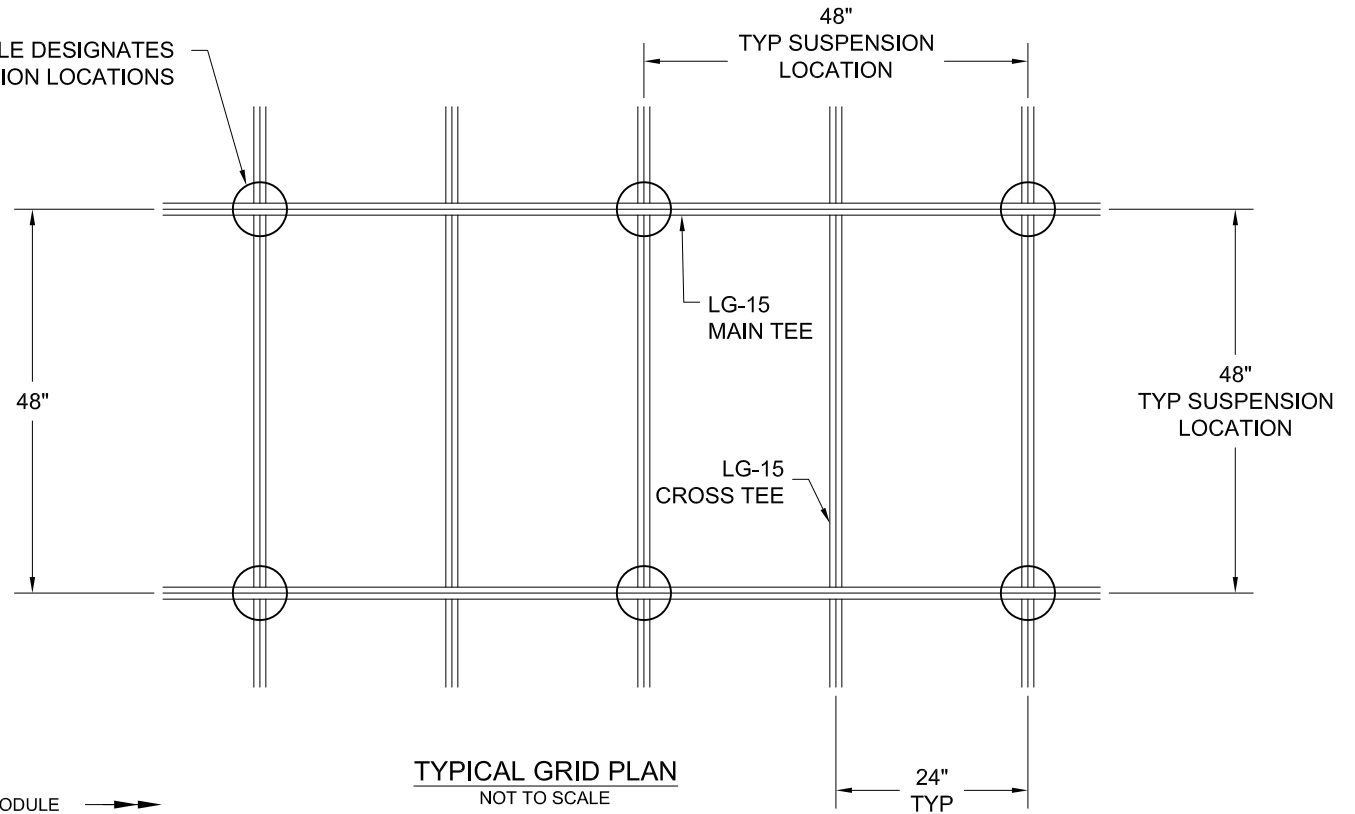 LE DESIGNATES
ION LOCATIONS
48"
TYP SUSPENSION
LOCATION
LG-15
MAIN TEE
48"
48"
TYP SUSPENSION
LOCATION
LG-15
CROSS TEE
TYPICAL GRID PLAN
NOT TO SCALE
24"
TYP
ODULE